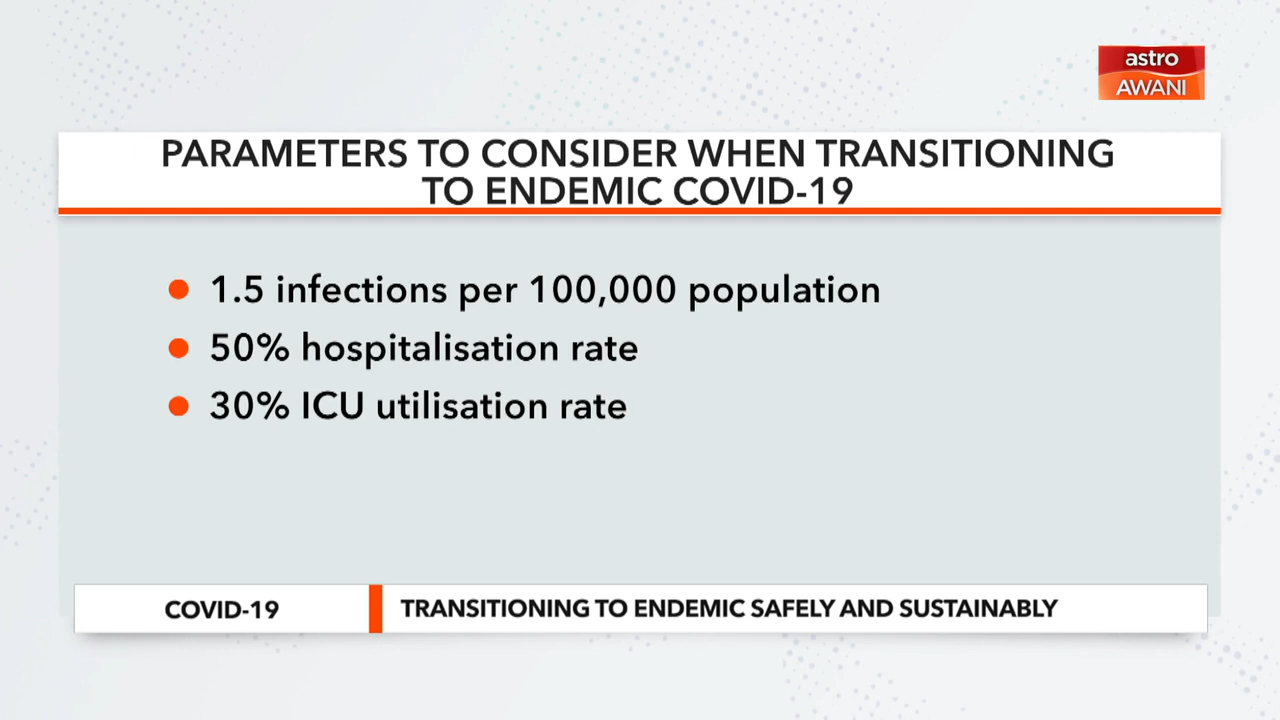 astro
AWANI
PARAMETERS TO CONSIDER WHEN TRANSITIONING
TO ENDEMIC COVID-19
1.5 infections per 100,000 population
50% hospitalisation rate
30% ICU utilisation rate
COVID-19
TRANSITIONING TO ENDEMIC SAFELY AND SUSTAINABLY